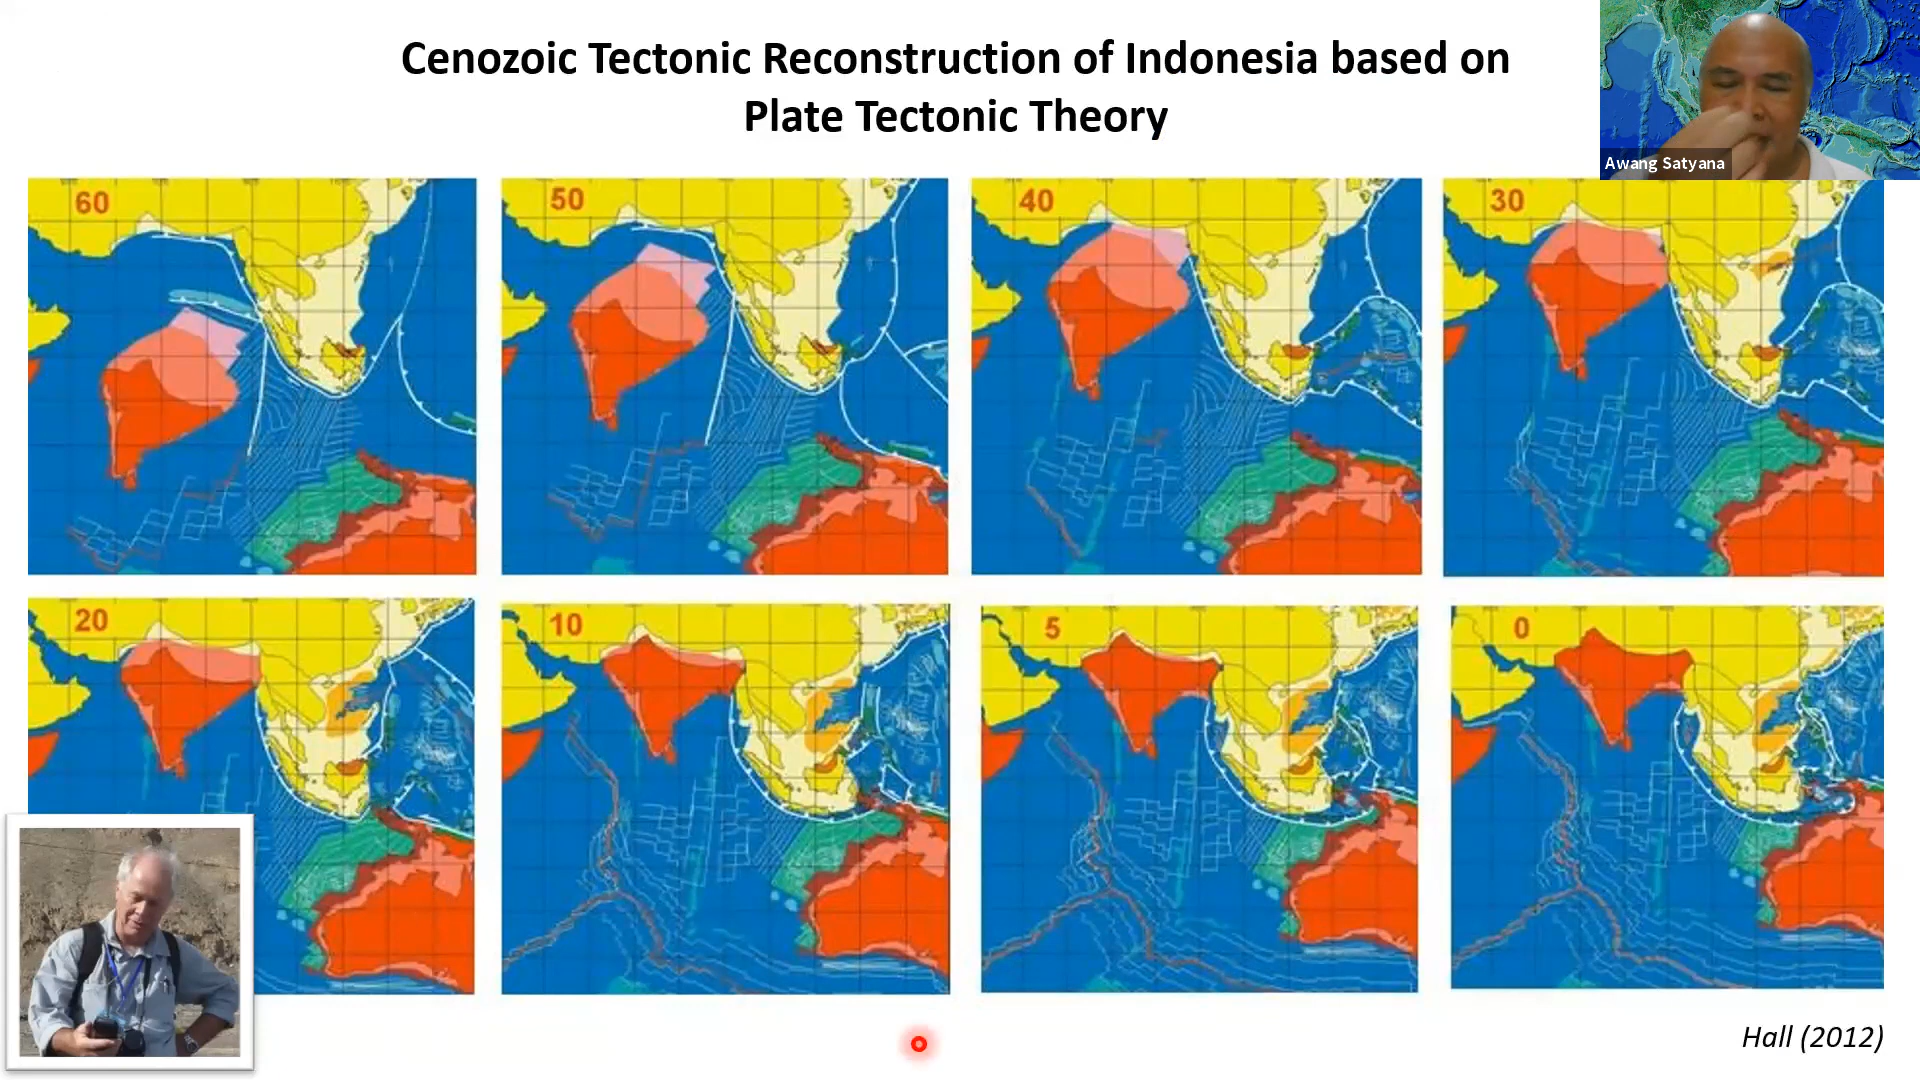 Cenozoic Tectonic Reconstruction of Indonesia based on
Plate Tectonic Theory
Awang Satyana
60
50
40
30
20
10
5
0
Hall (2012)